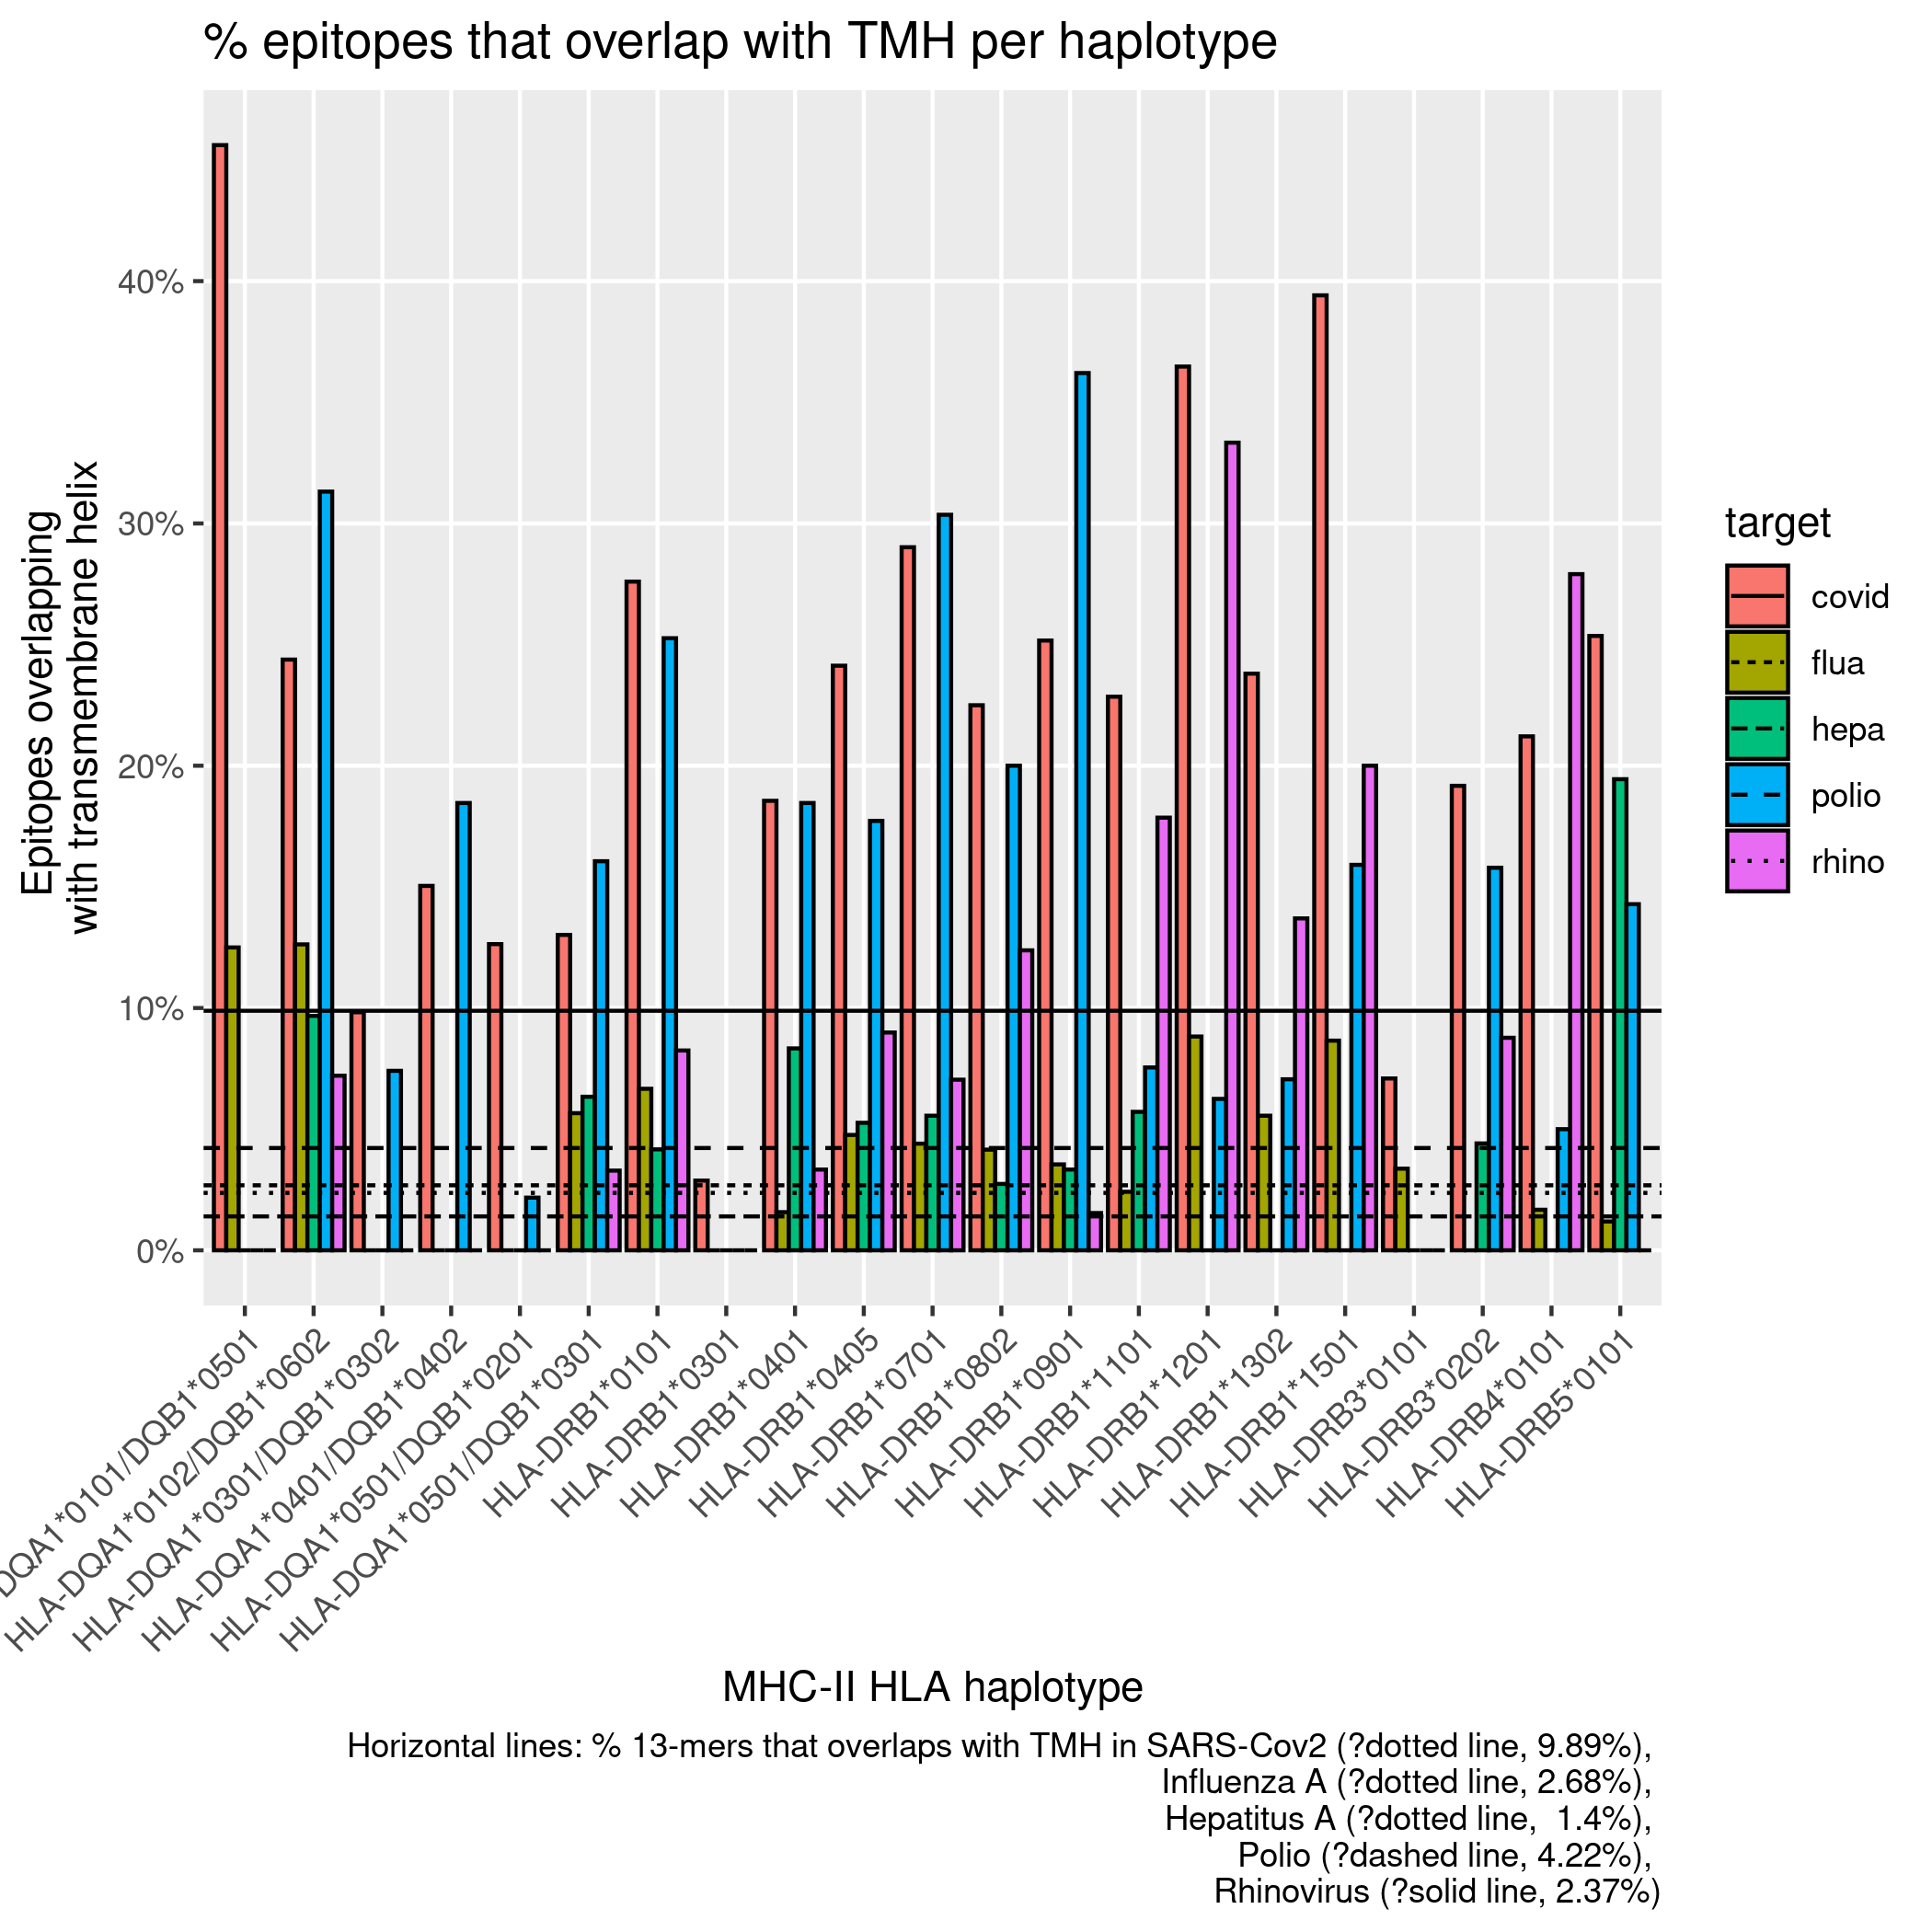 % epitopes that overlap with TMH per haplotype
Epitopes overlapping
with transmembrane helix
40%
30%
20%
10%
0%
DQA1*0101/DQB1*0501
HLA-DQA1*0102/DQB1*0602
HLA-DQA1*0301/DQB1*0302
HLA-DQA1*0401/DQB1*0402
HLA-DQA1*0501/DQB1*0201
HLA-DQA1*0501/DQB1*0301
HLA-DRB1*0101
HLA-DRB1*0301
HLA-DRB1*0401
HLA-DRB1*0405
HLA-DRB1*0701
HLA-DRB1*0802
HLA-DRB1*0901
HLA-DRB1*1101
HLA-DRB1*1201
HLA-DRB1*1302
HLA-DRB1*1501
HLA-DRB3*0101
HLA-DRB3*0202
HLA-DRB4*0101
HLA-DRB5*0101
MHC-II HLA haplotype
target
covid
flua
hepa
polio
rhino
Horizontal lines: % 13-mers that overlaps with TMH in SARS-Cov2 (?dotted line, 9.89%),
Influenza A (?dotted line, 2.68%),
Hepatitus A (?dotted line,  1.4%),
Polio (?dashed line, 4.22%),
Rhinovirus (?solid line, 2.37%)